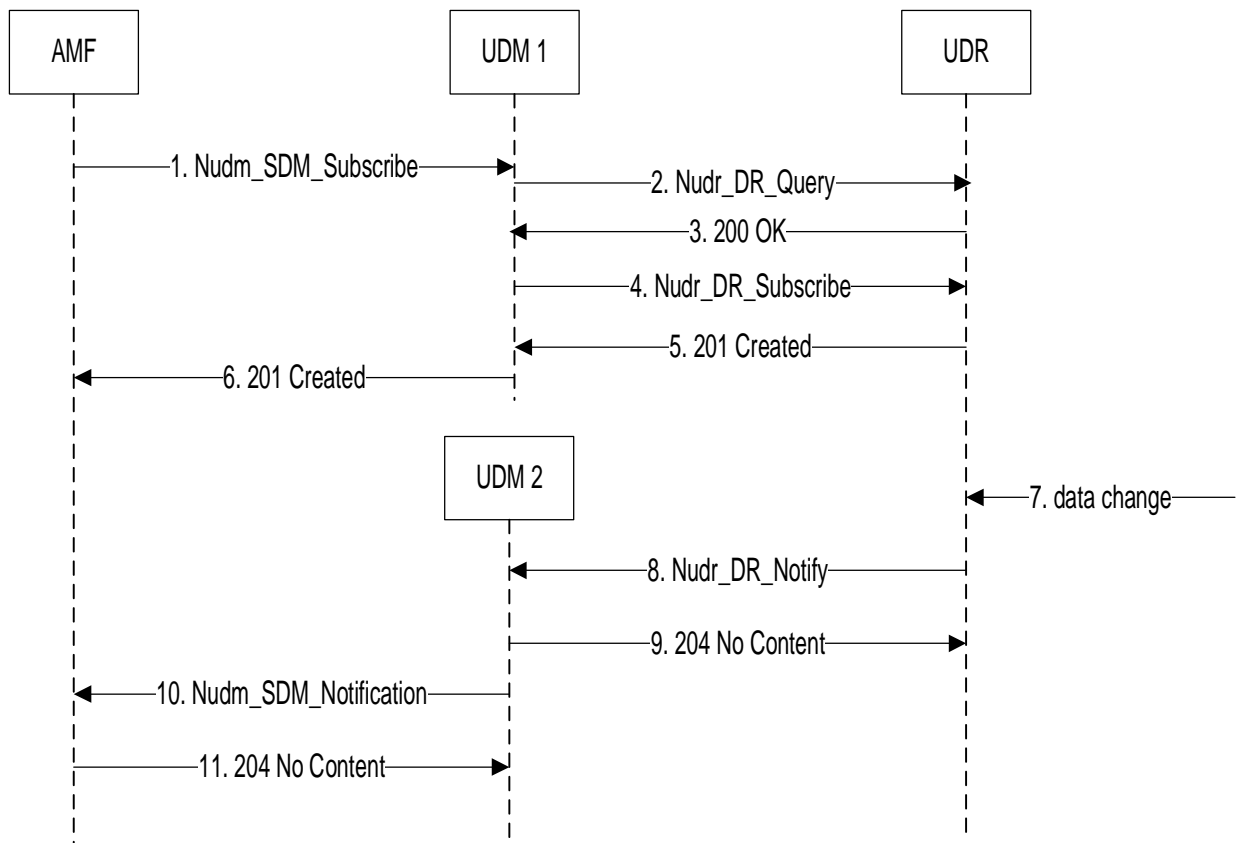 AMF
UDM 1
UDR
1. Nudm_SDM_Subscribe
2. Nudr_DR_Query
3. 200 OK
4. Nudr_DR_Subscribe
5. 201 Created
6. 201 Created
UDM 2
7. data change
8. Nudr_DR_Notify
9. 204 No Content
10. Nudm_SDM_Notification
11. 204 No Content